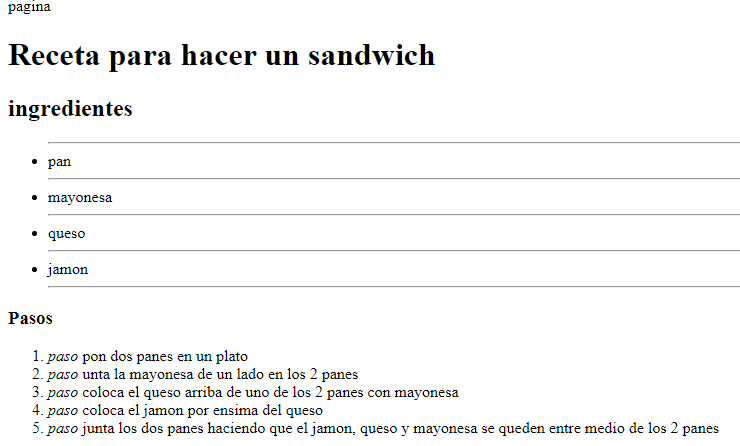 pagina
Receta para hacer un sandwich
ingredientes
pan
mayonesa
queso
jamon
Pasos
1. paso pon dos panes en un plato
2. paso unta la mayonesa de un lado en los 2 panes
3. paso coloca el queso arriba de uno de los 2 panes con mayonesa
4. paso coloca el jamon por ensima del queso
5. paso junta los dos panes haciendo que el jamon, queso y mayonesa se queden entre medio de los 2 panes